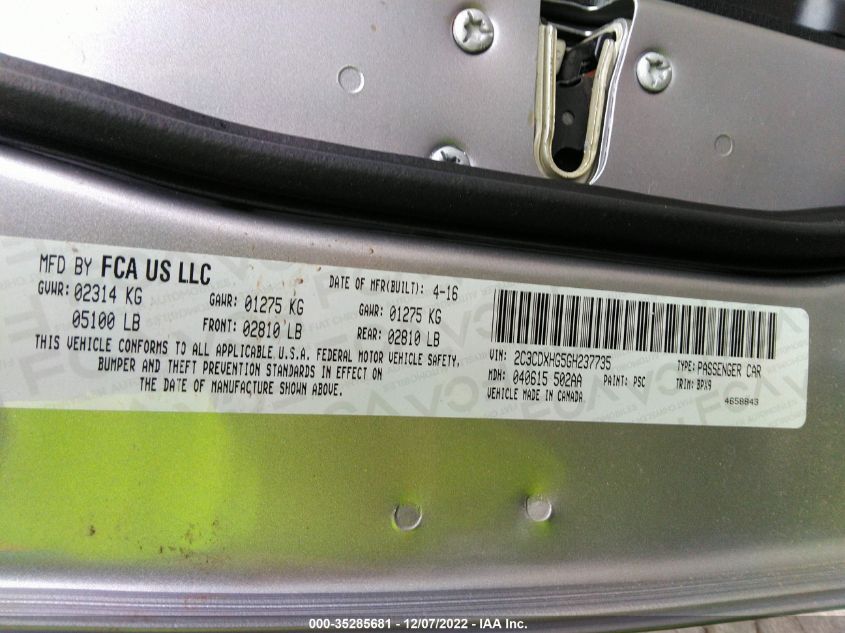 MFD BY FCA US LLC
DATE OF MFR(BUILT): 4-16
GVWR: 02314 KG
GAWR: 01275 KG
GAWR: 01275 KG
05100 LB
FRONT: 02810 LB
REAR: 02810 LB
THIS VEHICLE CONFORMS TO ALL APPLICABLE U.S.A. FEDERAL MOTOR VEHICLE SAFETY,
BUMPER AND THEFT PREVENTION STANDARDS IN EFFECT ON
THE DATE OF MANUFACTURE SHOWN ABOVE.
VIN: 2C3CDXHG5GH237735
TYPE: PASSENGER CAR
MDH: 040615 502AA
PAINT: PSC
TRIM: BPX9
VEHICLE MADE IN CANADA
4658843
000-35285681 - 12/07/2022 - IAA Inc.